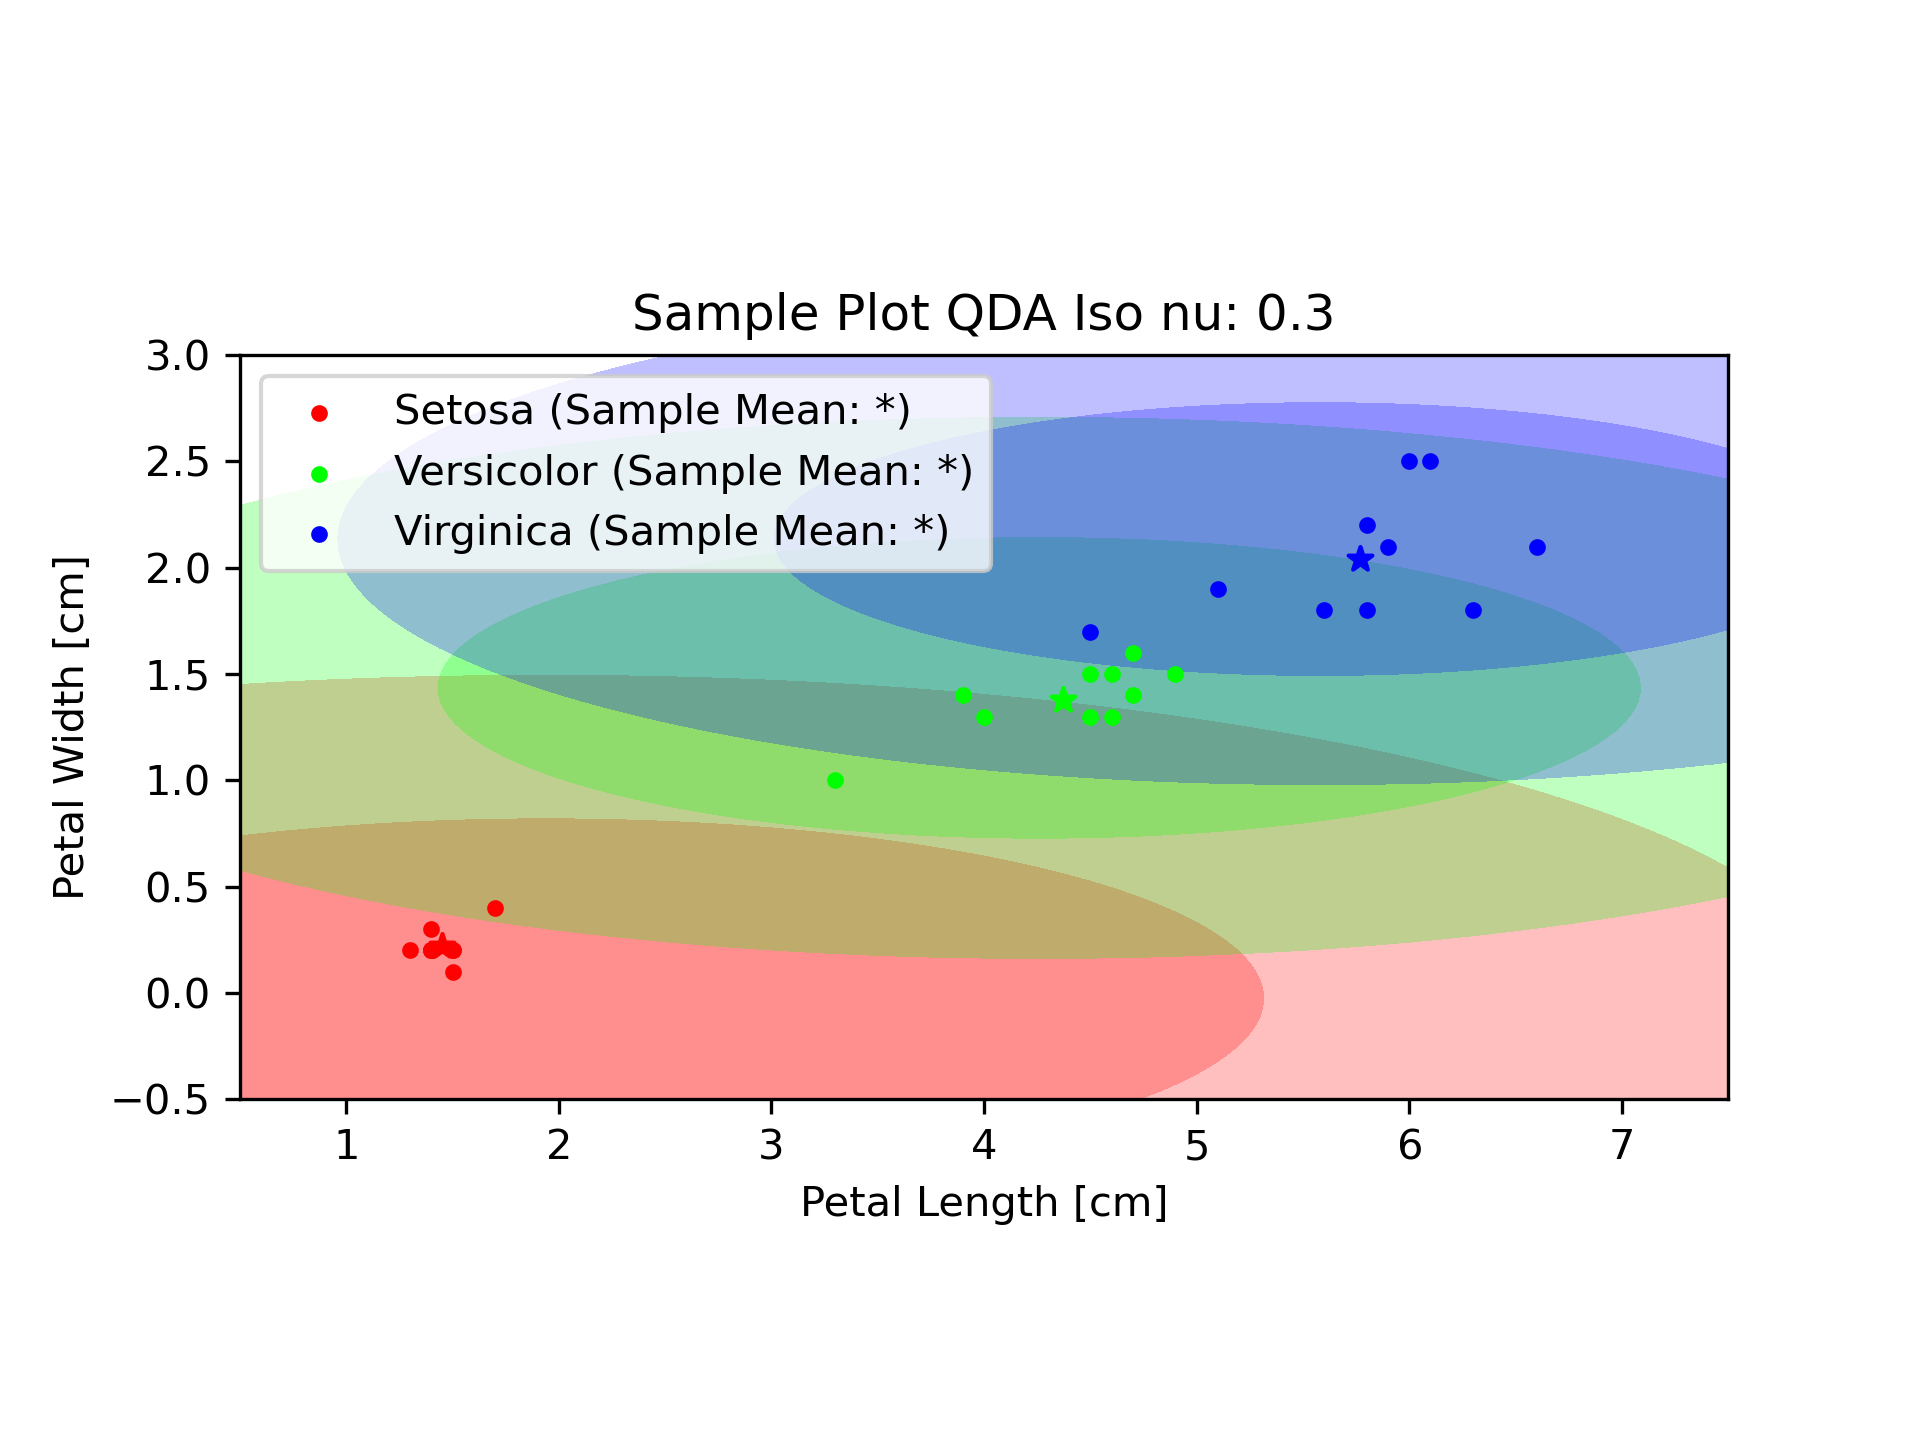 Sample Plot QDA Iso nu: 0.3
3.0
2.5
2.0
1.5
1.0
0.5
0.0
−0.5
Petal Width [cm]
Setosa (Sample Mean: *)
Versicolor (Sample Mean: *)
Virginica (Sample Mean: *)
1 2 3 4 5 6 7
Petal Length [cm]